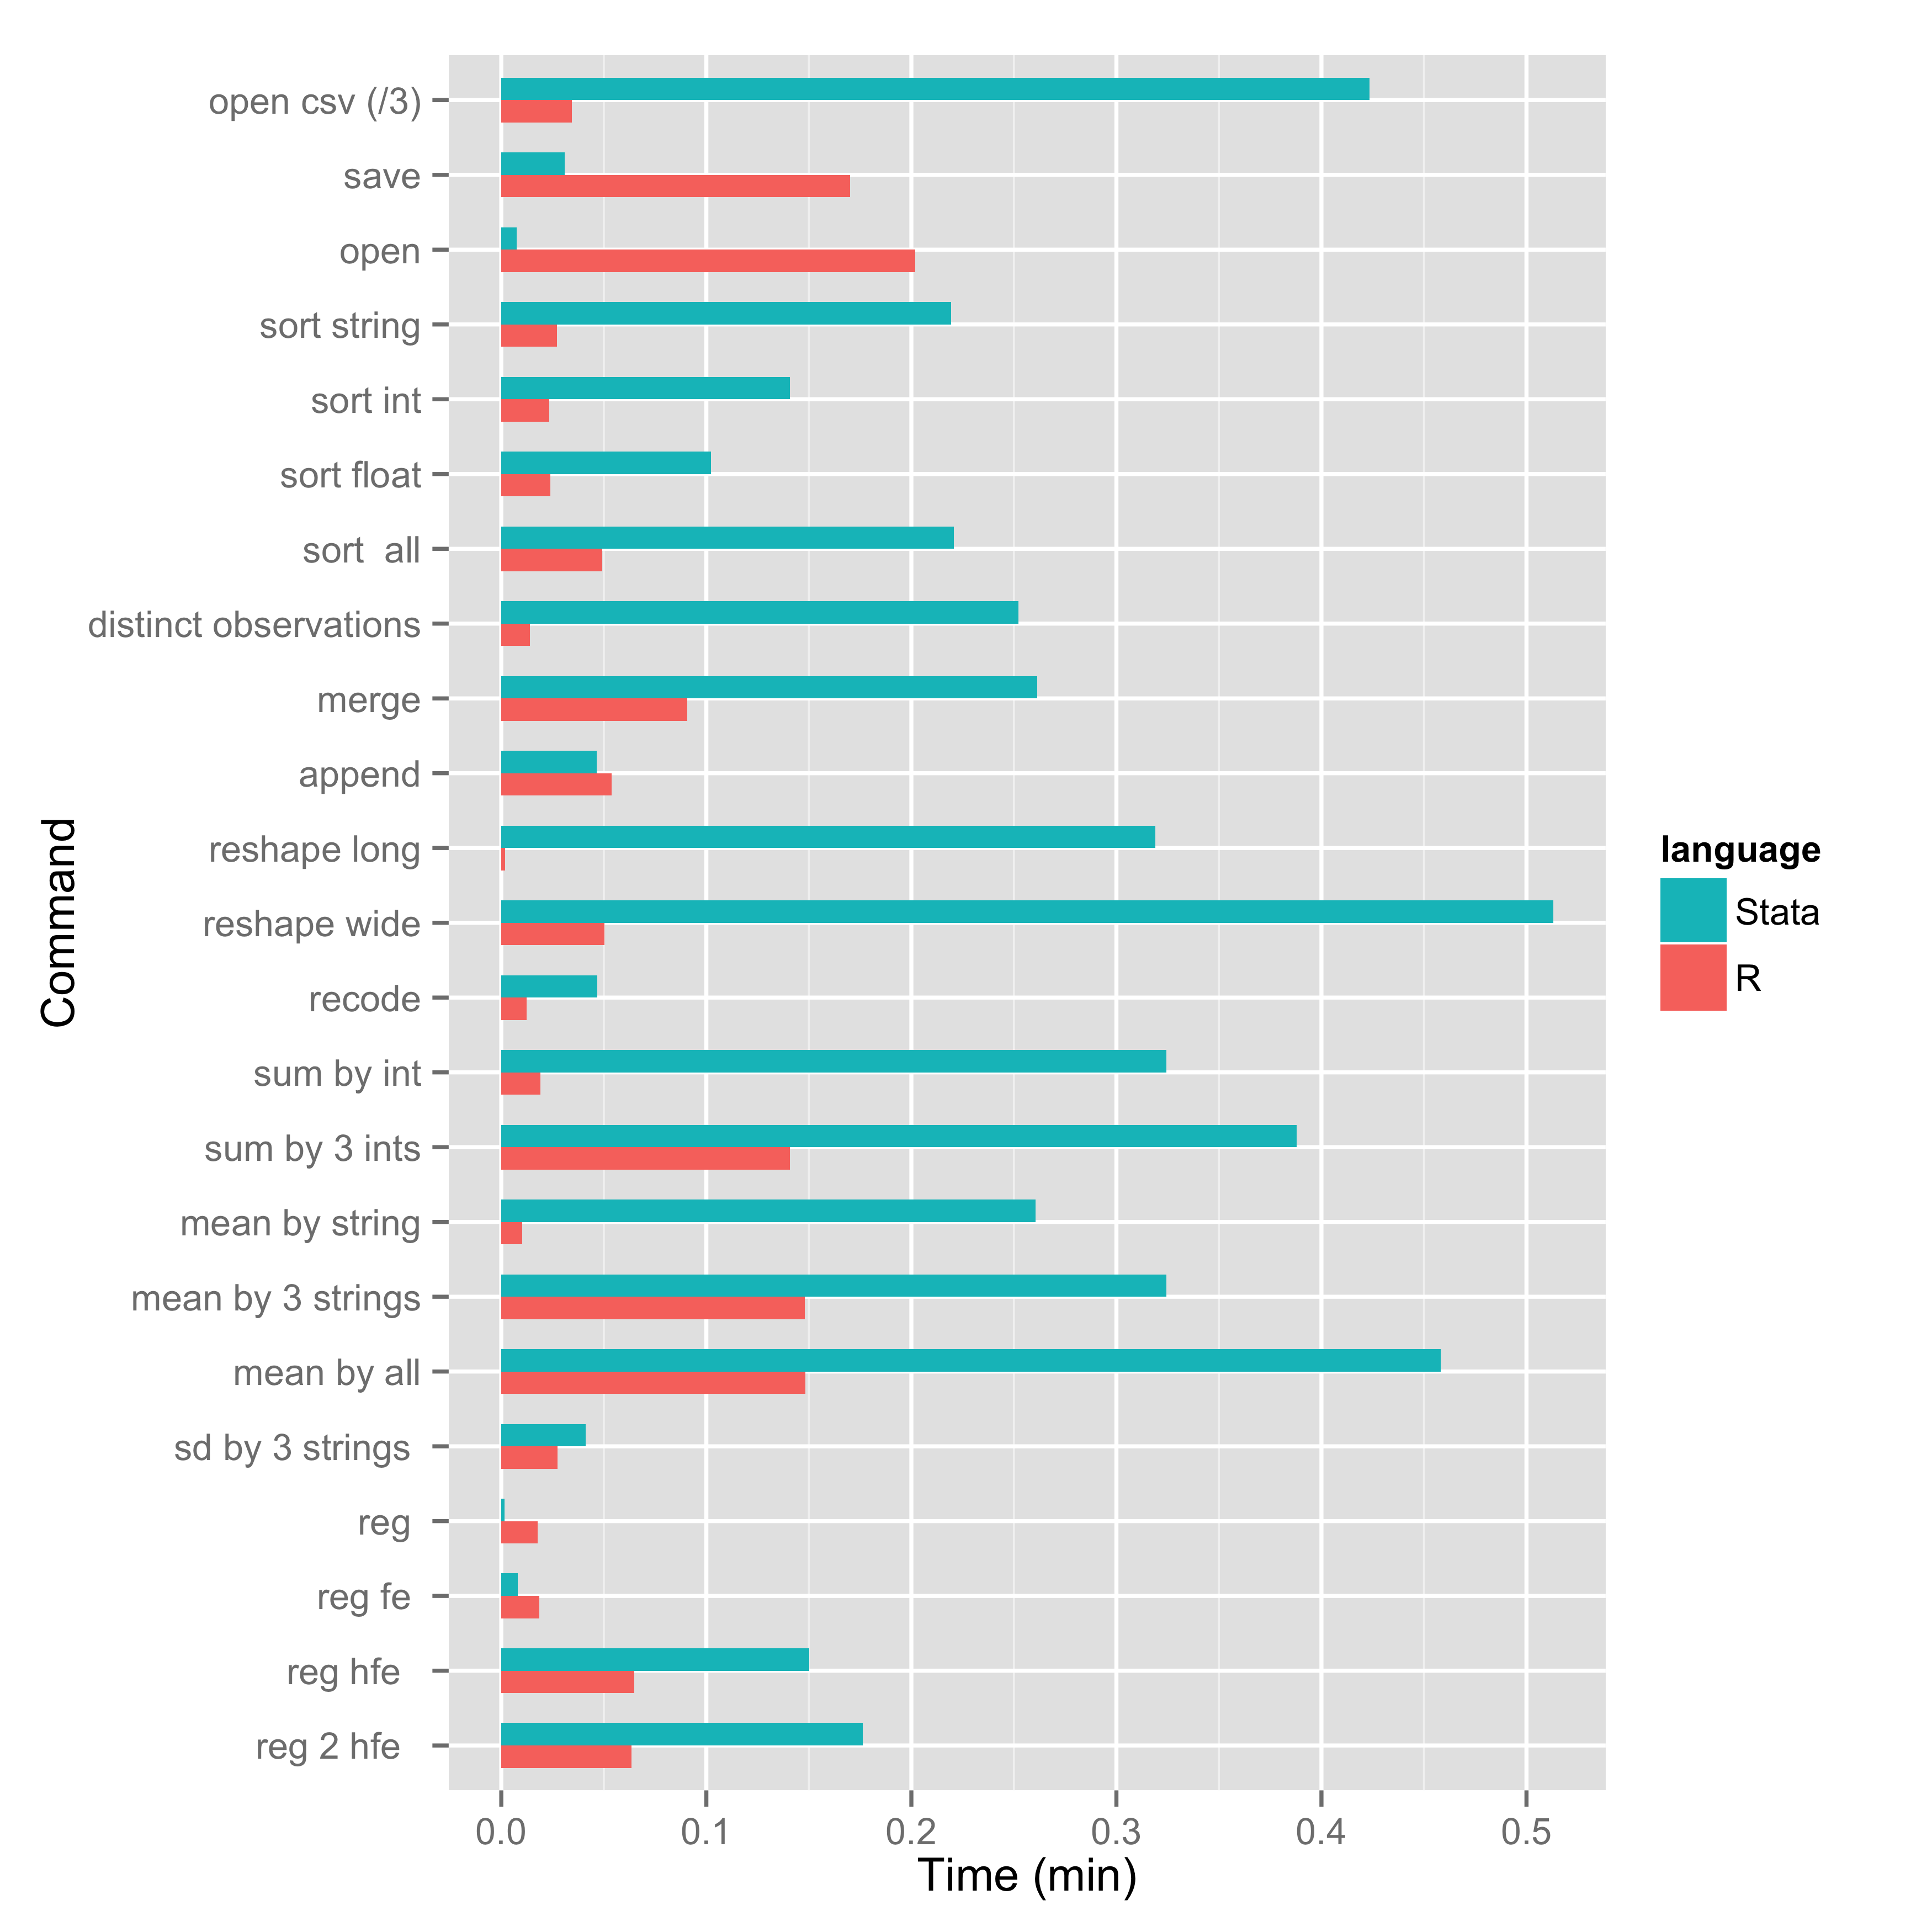 open csv (/3)
save
open
sort string
sort int
sort float
sort  all
distinct observations
merge
append
reshape long
reshape wide
recode
sum by int
sum by 3 ints
mean by string
mean by 3 strings
mean by all
sd by 3 strings
reg
reg fe
reg hfe
reg 2 hfe
Command
0.0 0.1 0.2 0.3 0.4 0.5
Time (min)
language
Stata
R